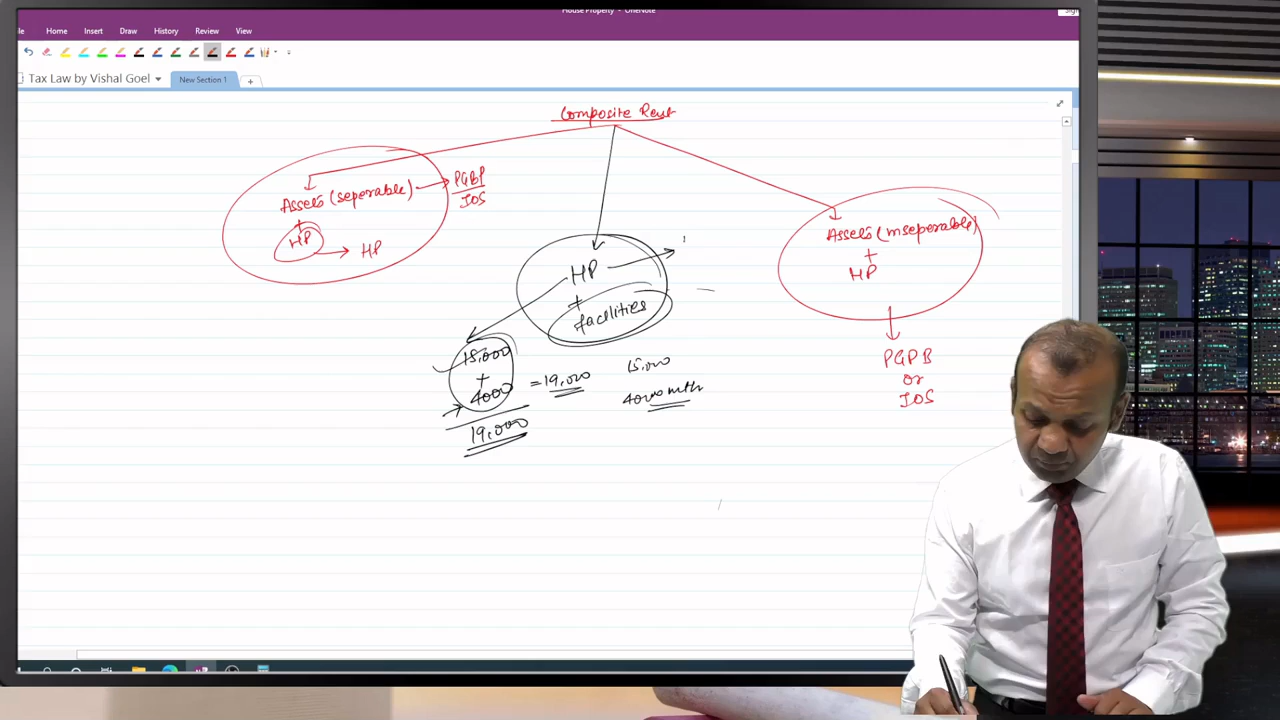 House Property - OneNote
Sign
Home Insert Draw History Review View
Tax Law by Vishal Goel
New Section 1
Composite Rent
Assets (seperable)
+
HP
HP
PGBP
IOS
HP
+
facilities
15,000
+
4000
19,000
=19,000
15,000
4000 mth
Assets (inseperable)
+
HP
PGPB
or
IOS